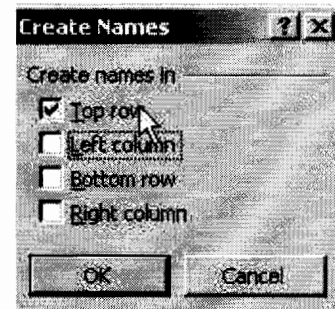 Create Names
Create names in
Top row
Left column
Bottom row
Right column
OK
Cancel